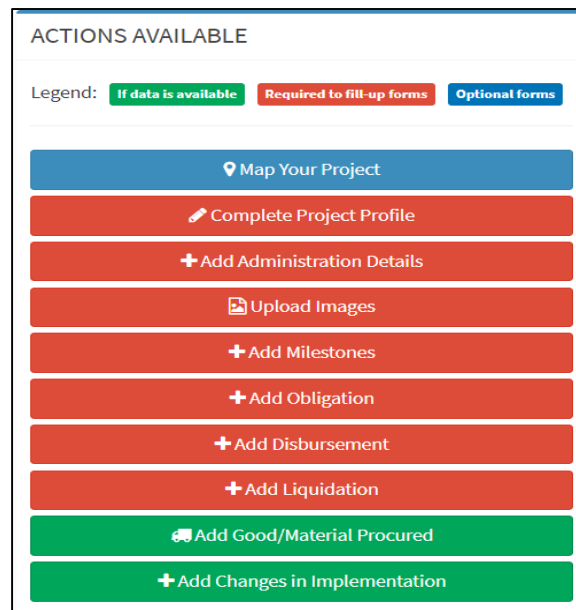 ACTIONS AVAILABLE
Legend: If data is available Required to fill-up forms Optional forms
Map Your Project
Complete Project Profile
Add Administration Details
Upload Images
Add Milestones
Add Obligation
Add Disbursement
Add Liquidation
Add Good/Material Procured
Add Changes in Implementation